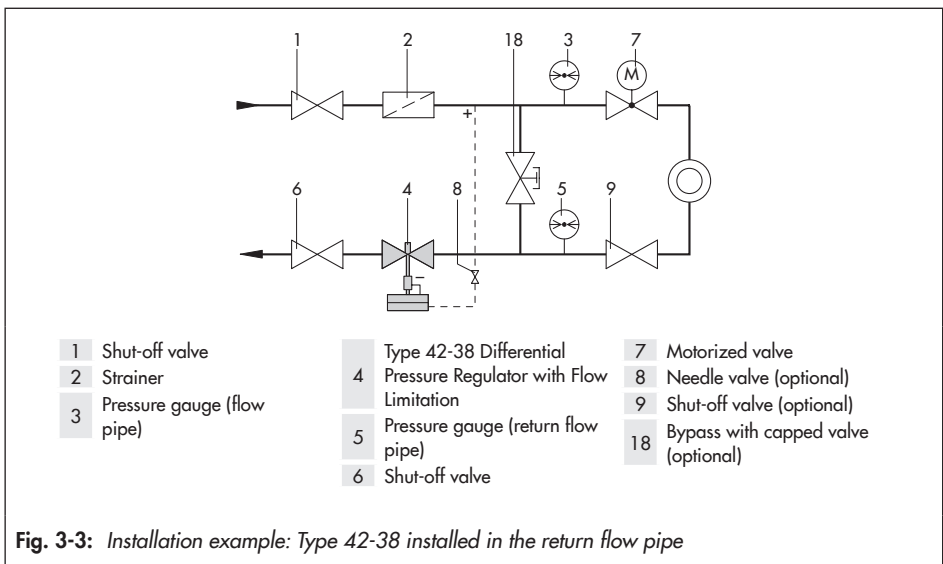 1 2 18 3 7
M
+
6 4 8 5 9
−
1 Shut-off valve
2 Strainer
3 Pressure gauge (flow
pipe)
4 Type 42-38 Differential
Pressure Regulator with Flow
Limitation
5 Pressure gauge (return flow
pipe)
6 Shut-off valve
7 Motorized valve
8 Needle valve (optional)
9 Shut-off valve (optional)
18 Bypass with capped valve
(optional)
Fig. 3-3: Installation example: Type 42-38 installed in the return flow pipe